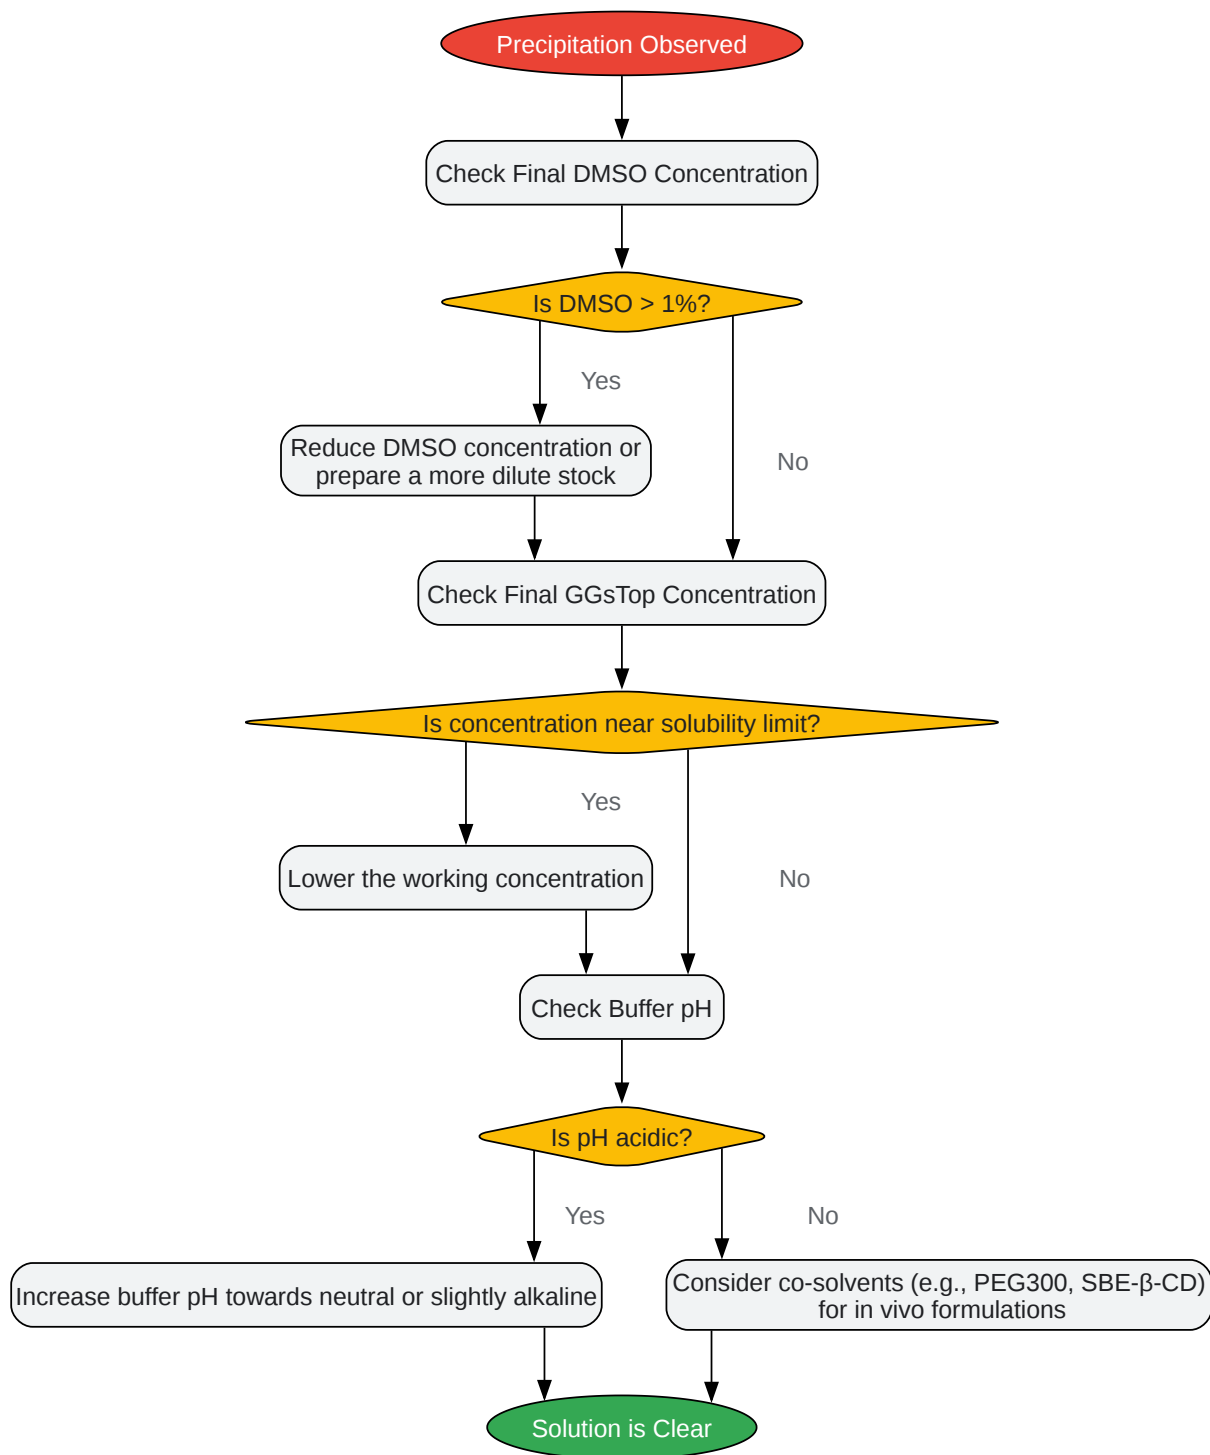 Precipitation Observed
Check Final DMSO Concentration
Is DMSO > 1%?
Yes
Reduce DMSO concentration or
prepare a more dilute stock
No
Check Final GGsTop Concentration
Is concentration near solubility limit?
Yes
Lower the working concentration
No
Check Buffer pH
Is pH acidic?
Yes
No
Increase buffer pH towards neutral or slightly alkaline
Consider co-solvents (e.g., PEG300, SBE-β-CD)
for in vivo formulations
Solution is Clear